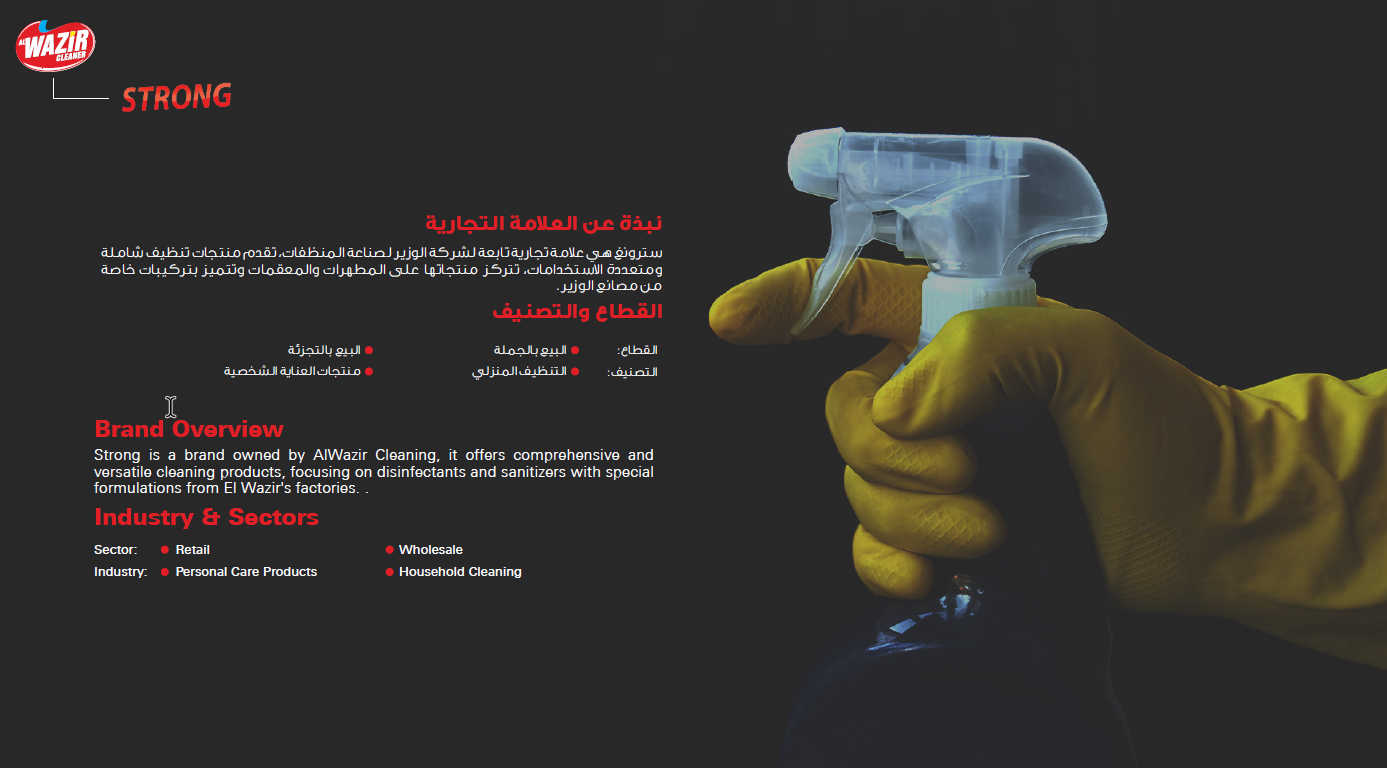 AL
WAZIR
CLEANER
STRONG
نبذة عن العلامة التجارية
سترونغ هي علامة تجارية تابعة لشركة الوزير لصناعة المنظفات، تقدم منتجات تنظيف شاملة
ومتعددة الاستخدامات، تتركز منتجاتها على المطهرات والمعقمات وتتميز بتركيبات خاصة
من مصانع الوزير.
القطاع والتصنيف
القطاع: البيع بالجملة البيع بالتجزئة
التصنيف: التنظيف المنزلي منتجات العناية الشخصية
Brand Overview
Strong is a brand owned by AlWazir Cleaning, it offers comprehensive and
versatile cleaning products, focusing on disinfectants and sanitizers with special
formulations from El Wazir's factories. .
Industry & Sectors
Sector: Retail Wholesale
Industry: Personal Care Products Household Cleaning